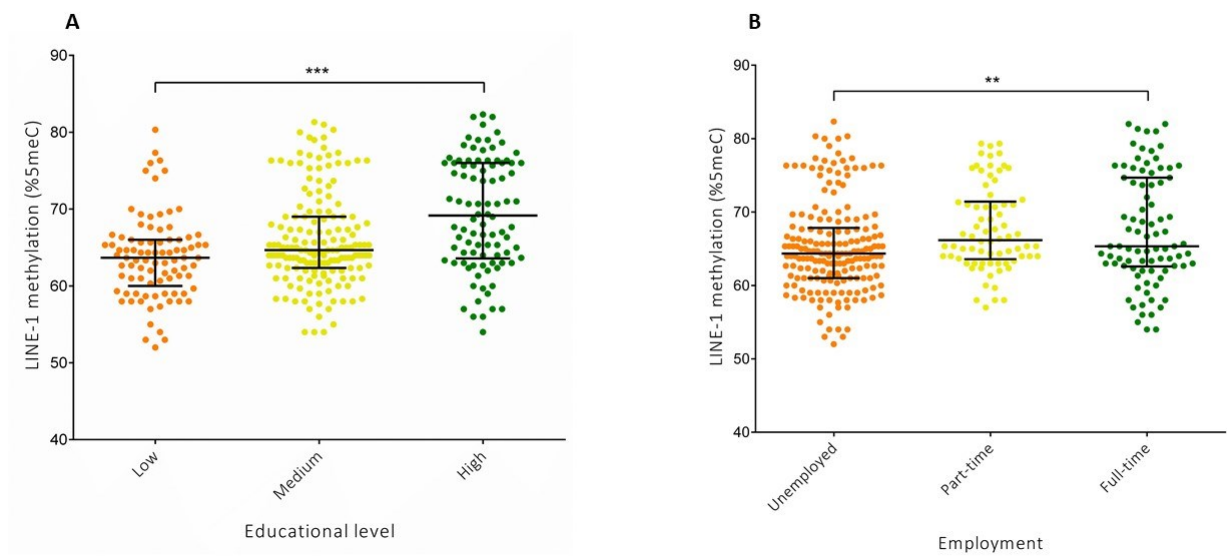 A
LINE-1 methylation (%5meC)
90
80
70
60
50
40
***
Low
Medium
High
Educational level
B
LINE-1 methylation (%5meC)
90
80
70
60
50
40
**
Unemployed
Part-time
Full-time
Employment